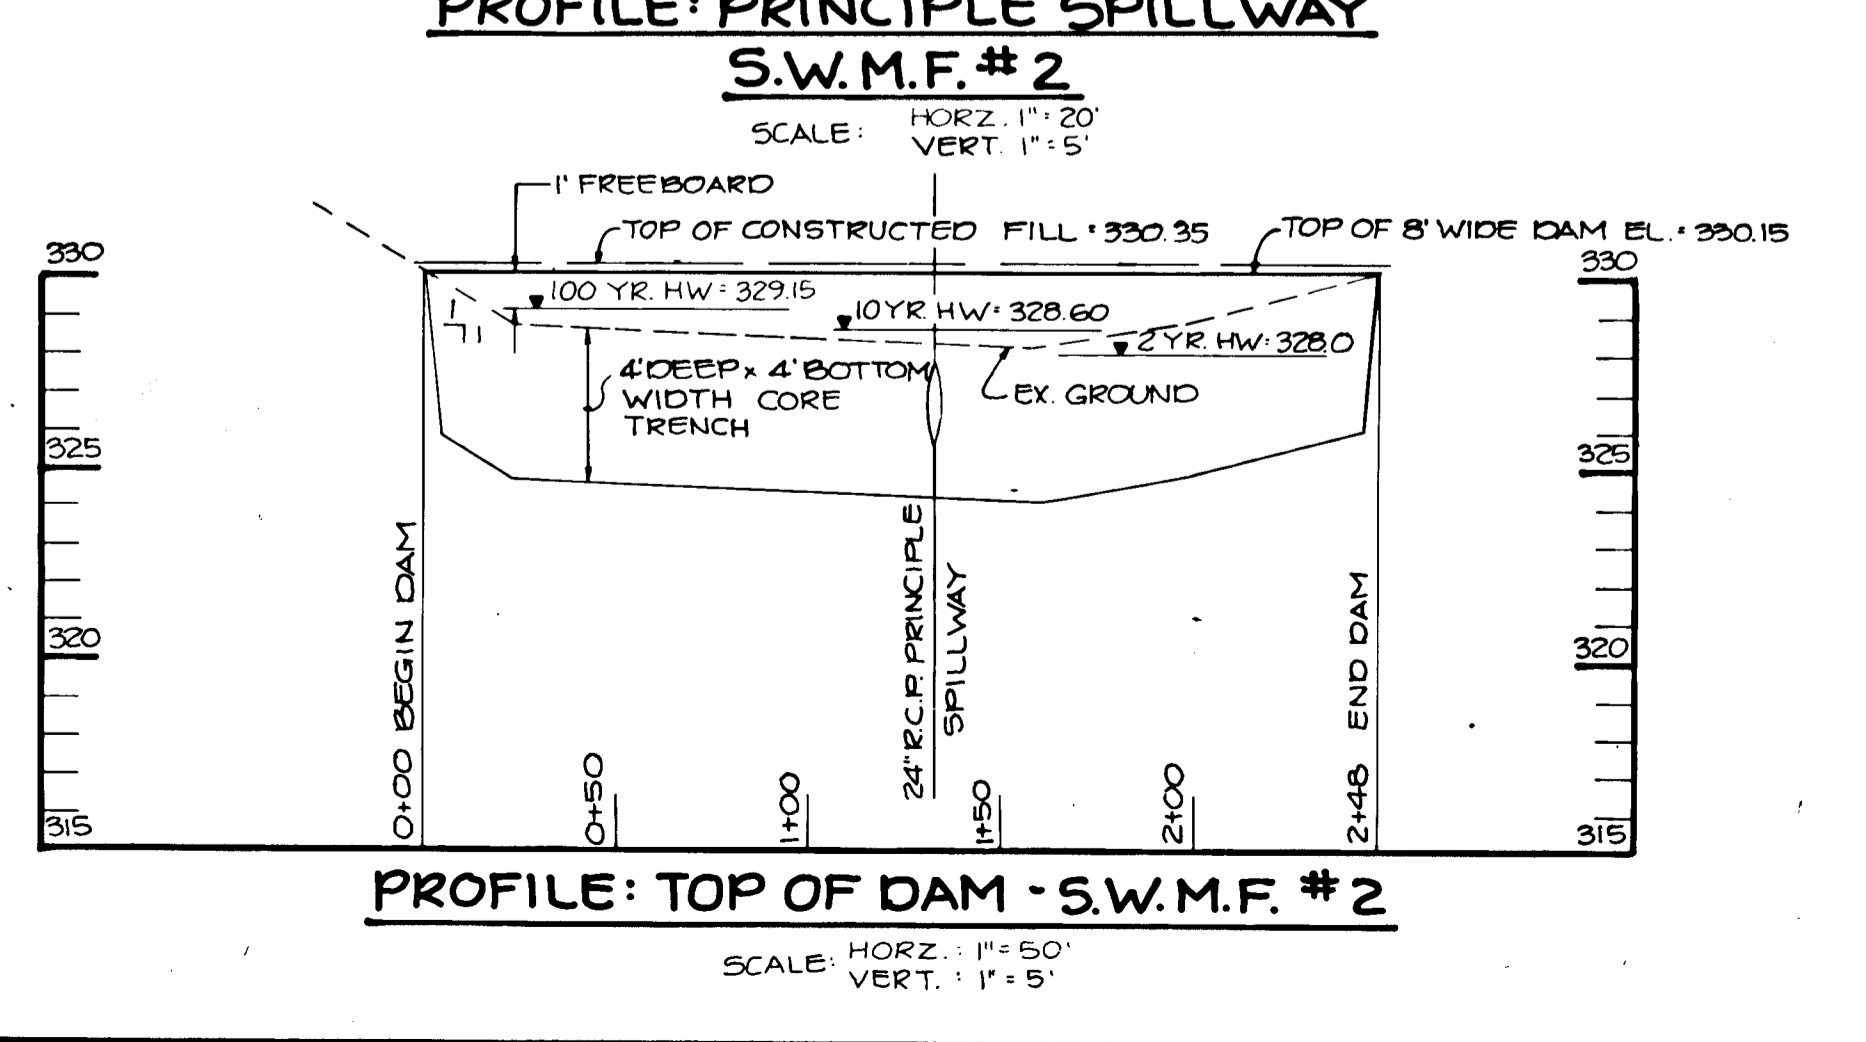 PROFILE: PRINCIPLE SPILLWAY
S.W.M.F. #2
SCALE: HORZ. 1": 20'
VERT. 1"= 5'
1' FREEBOARD
TOP OF CONSTRUCTED FILL = 330.35
TOP OF 8' WIDE DAM EL. = 330.15
330
330
100 YR. HW = 329.15
10 YR. HW = 328.60
2 YR. HW: 328.0
1
1
4' DEEP x 4' BOTTOM
WIDTH CORE
TRENCH
EX. GROUND
325
325
320
320
315
315
0+00 BEGIN DAM
0+50
1+00
24" R.C.P. PRINCIPLE
SPILLWAY
1+50
2+00
2+48 END DAM
PROFILE: TOP OF DAM - S.W.M.F. #2
SCALE: HORZ. : 1"= 50'
VERT. : 1" = 5'